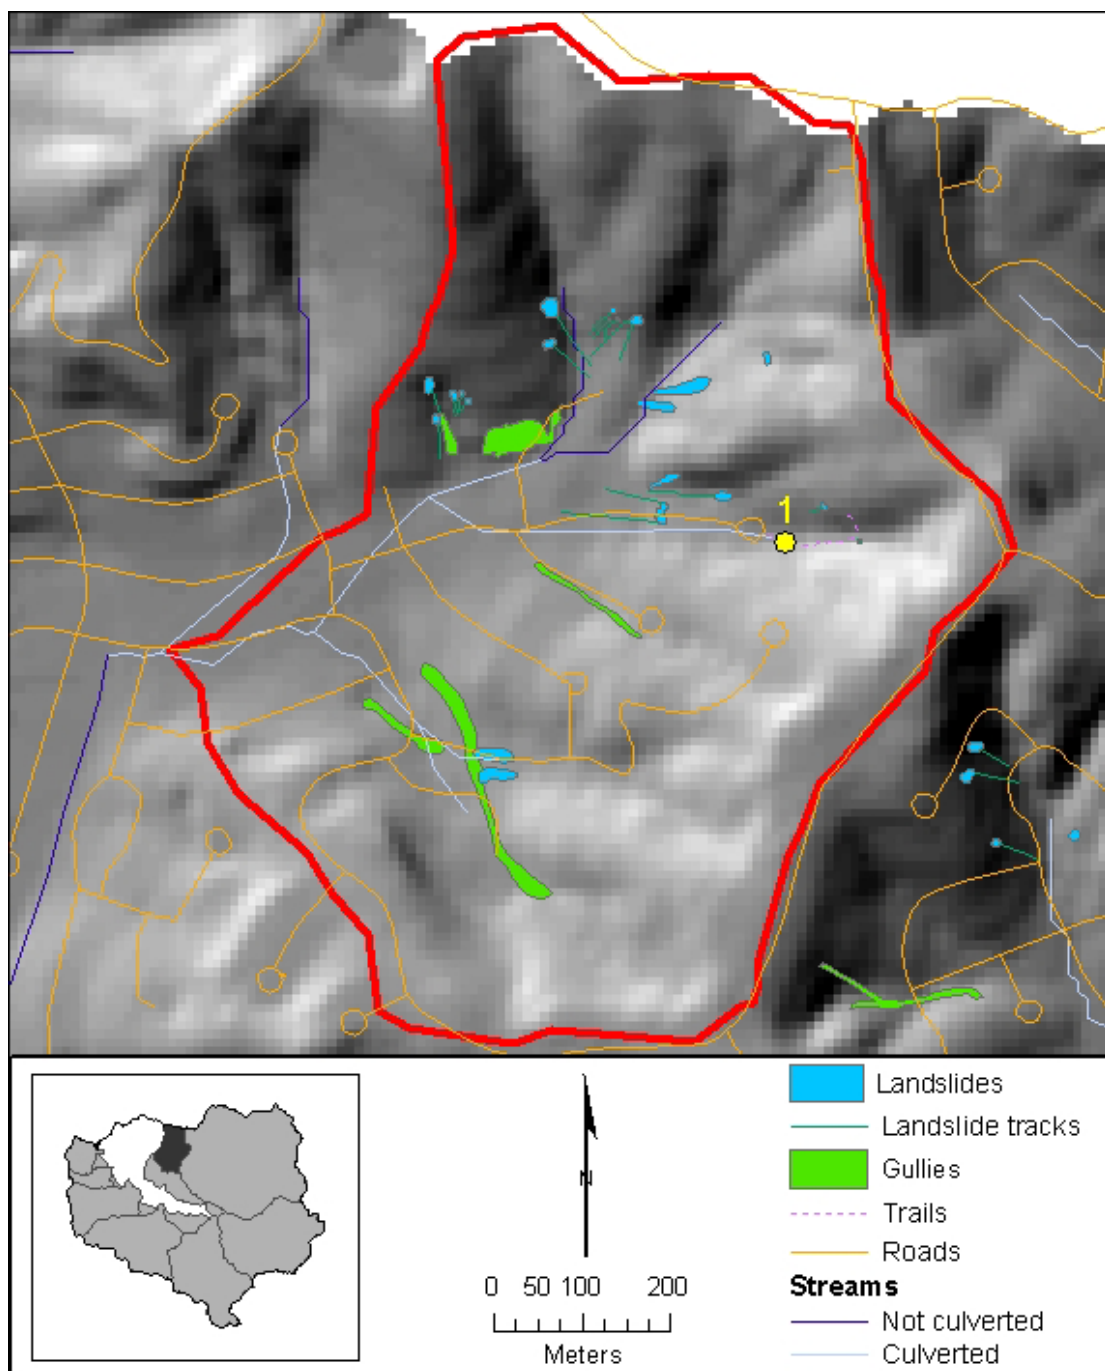 1
Landslides
Landslide tracks
Gullies
Trails
Roads
Streams
Not culverted
Culverted
N
0 50 100 200
Meters